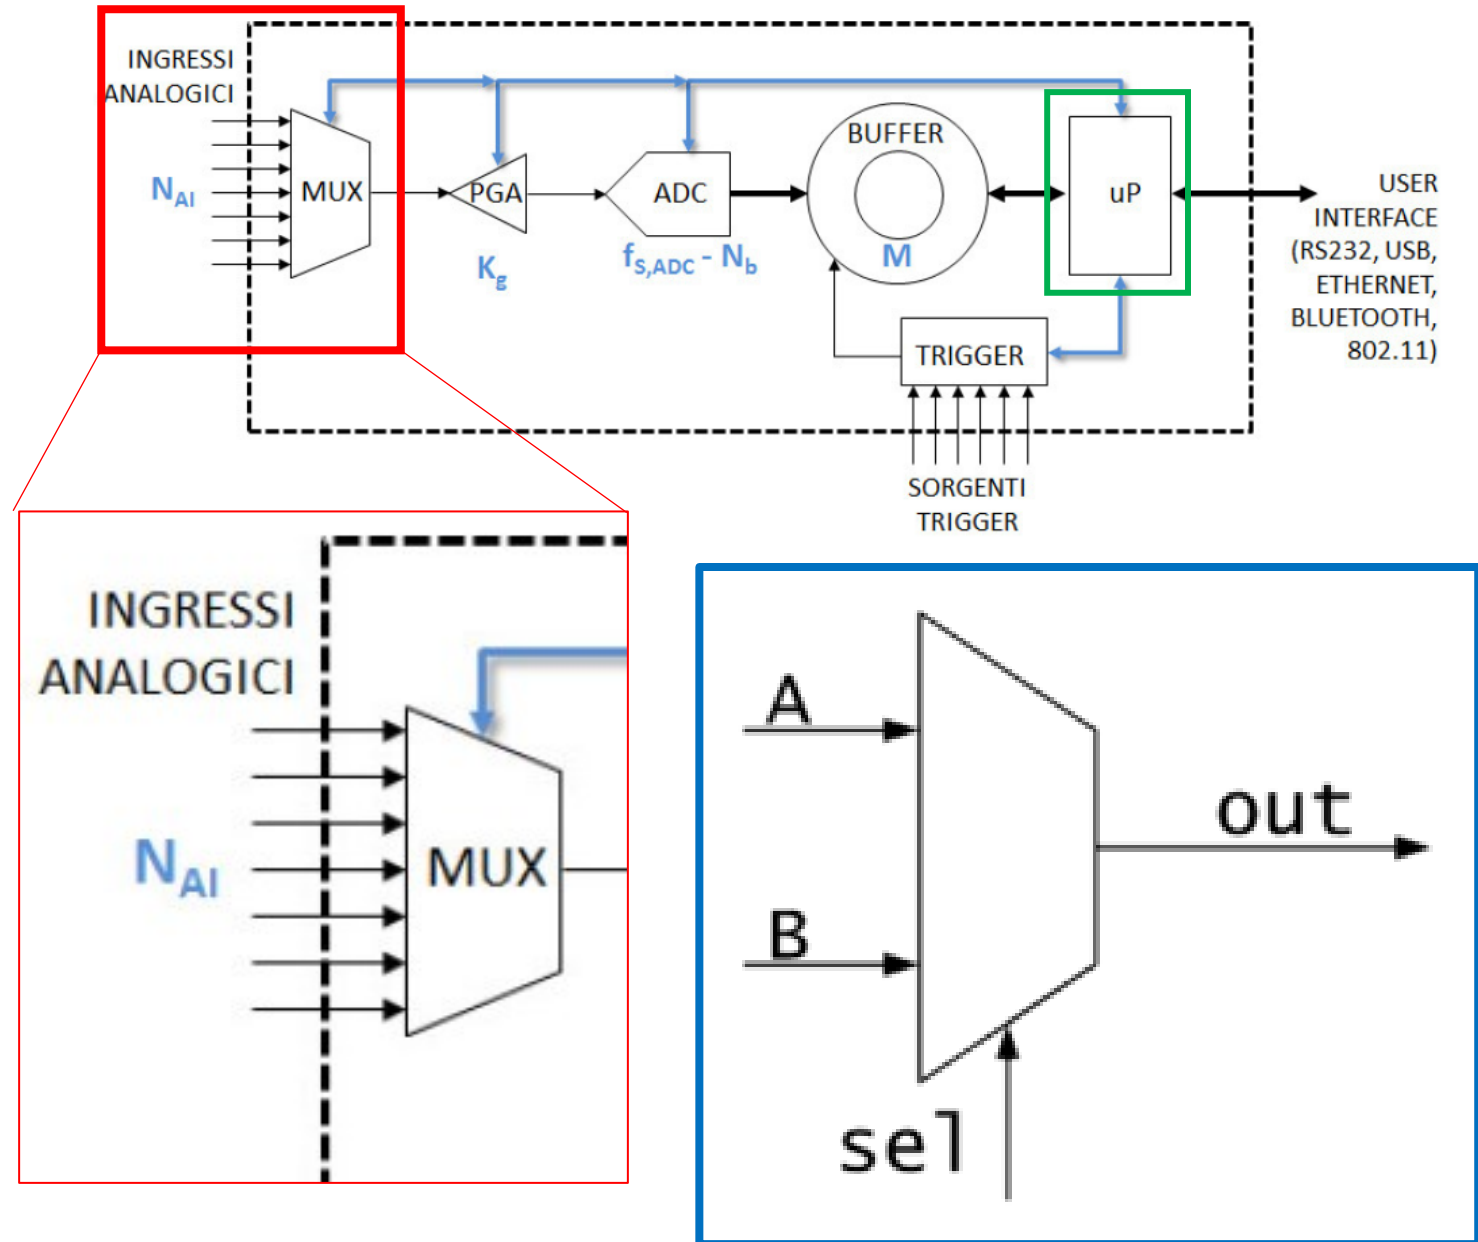 INGRESSI
ANALOGICI
N_AI
MUX
PGA
K_g
ADC
f_S,ADC - N_b
BUFFER
M
uP
TRIGGER
SORGENTI
TRIGGER
USER
INTERFACE
(RS232, USB,
ETHERNET,
BLUETOOTH,
802.11)
INGRESSI
ANALOGICI
N_AI
MUX
A
B
out
sel